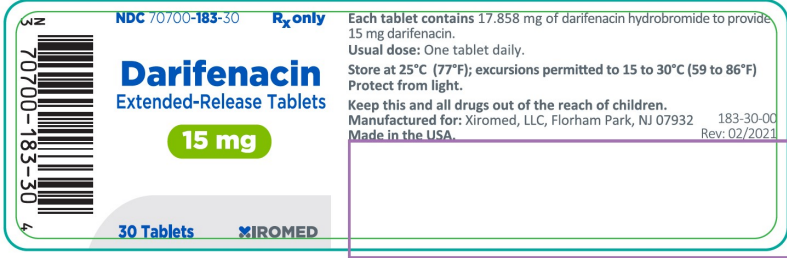 NDC 70700-183-30 Rx only
Darifenacin
Extended-Release Tablets
15 mg
30 Tablets XIROMED
N 3 70700-183-30 4
Each tablet contains 17.858 mg of darifenacin hydrobromide to provide
15 mg darifenacin.
Usual dose: One tablet daily.
Store at 25°C (77°F); excursions permitted to 15 to 30°C (59 to 86°F)
Protect from light.
Keep this and all drugs out of the reach of children.
Manufactured for: Xiromed, LLC, Florham Park, NJ 07932 183-30-00
Made in the USA. Rev: 02/2021